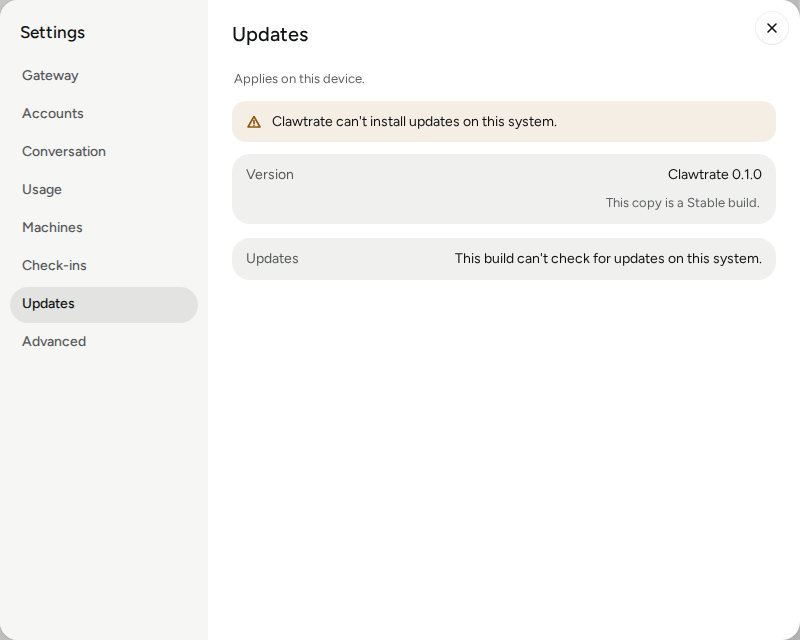 Settings
Gateway
Accounts
Conversation
Usage
Machines
Check-ins
Updates
Advanced
Updates
Applies on this device.
Clawtrate can't install updates on this system.
Version
Clawtrate 0.1.0
This copy is a Stable build.
Updates
This build can't check for updates on this system.